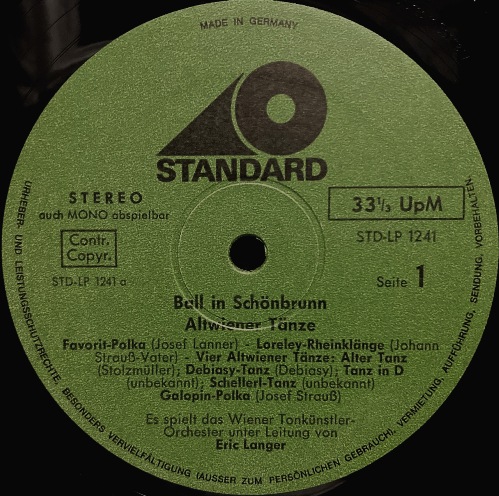 MADE IN GERMANY
STANDARD
STEREO
auch MONO abspielbar
Contr.
Copyr.
STD-LP 1241 a
33⅓ UpM
STD-LP 1241
Seite 1
Ball in Schönbrunn
Altwiener Tänze
Favorit-Polka (Josef Lanner) - Loreley-Rheinklänge (Johann
Strauß-Vater) - Vier Altwiener Tänze: Alter Tanz
(Stolzmüller); Debiasy-Tanz (Debiasy); Tanz in D
(unbekannt); Schellerl-Tanz (unbekannt)
Galopin-Polka (Josef Strauß)
Es spielt das Wiener Tonkünstler-
Orchester unter Leitung von
Eric Langer
URHEBER- UND LEISTUNGSSCHUTZRECHTE BESONDERS VERVIELFÄLTIGUNG (AUSSER ZUM PERSÖNLICHEN GEBRAUCH), VERMIETUNG, AUFFÜHRUNG, SENDUNG, VORBEHALTEN.